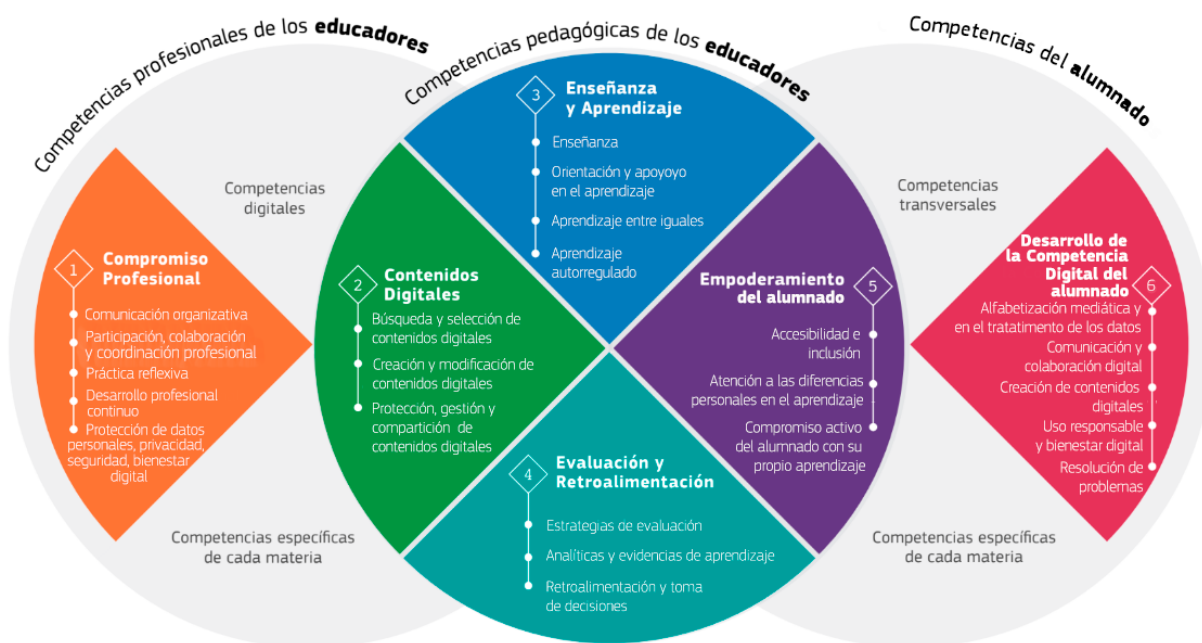 Competencias profesionales de los educadores
Competencias pedagógicas de los educadores
Competencias del alumnado
Competencias
digitales
Competencias específicas
de cada materia
1
Compromiso
Profesional
Comunicación organizativa
Participación, colaboración
y coordinación profesional
Práctica reflexiva
Desarrollo profesional
continuo
Protección de datos
personales, privacidad,
seguridad, bienestar
digital
2
Contenidos
Digitales
Búsqueda y selección de
contenidos digitales
Creación y modificación de
contenidos digitales
Protección, gestión y
compartición de
contenidos digitales
3
Enseñanza
y Aprendizaje
Enseñanza
Orientación y apoyoyo
en el aprendizaje
Aprendizaje entre iguales
Aprendizaje
autorregulado
4
Evaluación y
Retroalimentación
Estrategias de evaluación
Analíticas y evidencias de aprendizaje
Retroalimentación y toma
de decisiones
5
Empoderamiento
del alumnado
Accesibilidad e
inclusión
Atención a las diferencias
personales en el aprendizaje
Compromiso activo
del alumnado con su
propio aprendizaje
Competencias
transversales
Competencias específicas
de cada materia
6
Desarrollo de
la Competencia
Digital del
alumnado
Alfabetización mediática y
en el tratatimento de los datos
Comunicación y
colaboración digital
Creación de contenidos
digitales
Uso responsable
y bienestar digital
Resolución de
problemas